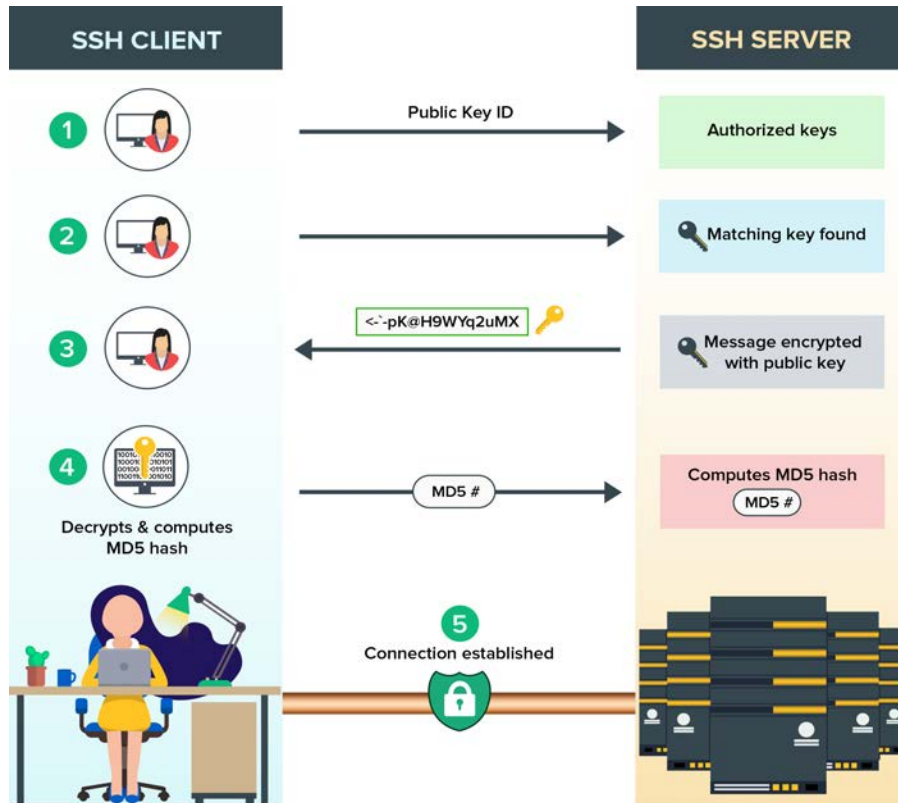 SSH CLIENT
SSH SERVER
1
Public Key ID
Authorized keys
2
Matching key found
3
<-`-pK@H9WYq2uMX
Message encrypted
with public key
4
Decrypts & computes
MD5 hash
MD5 #
Computes MD5 hash
MD5 #
5
Connection established